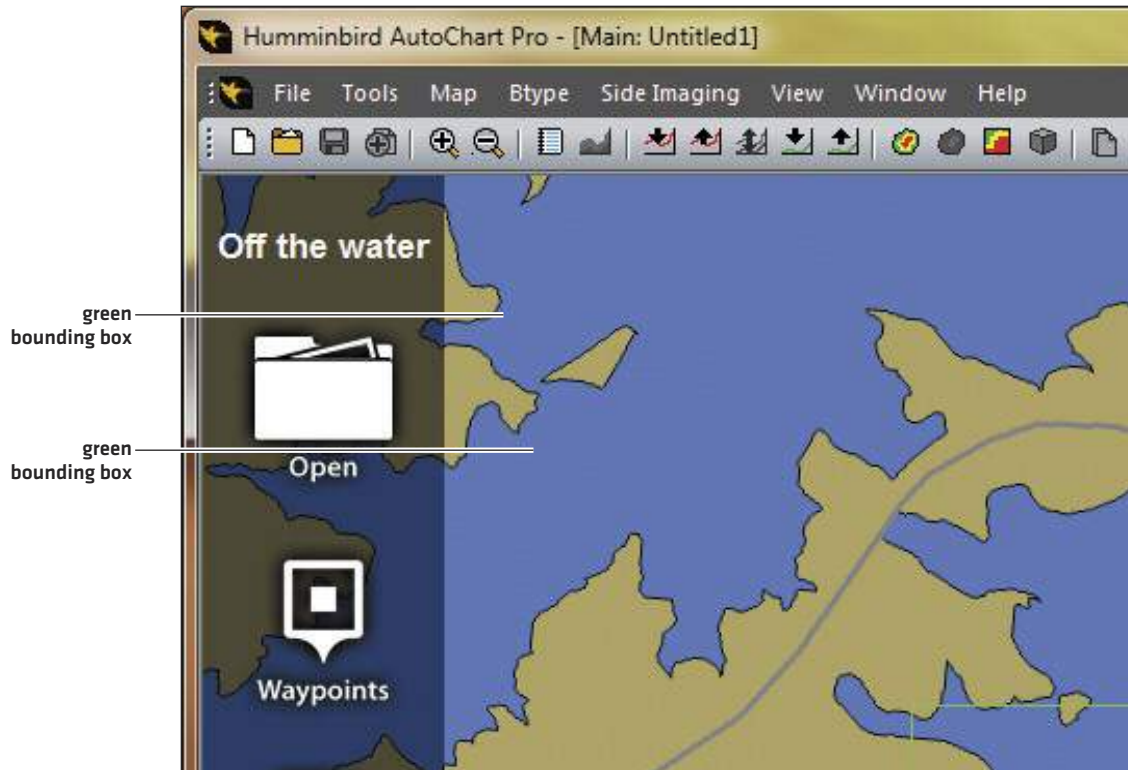 Humminbird AutoChart Pro - [Main: Untitled1]
File Tools Map Btype Side Imaging View Window Help
Off the water
green
bounding box
Open
green
bounding box
Waypoints